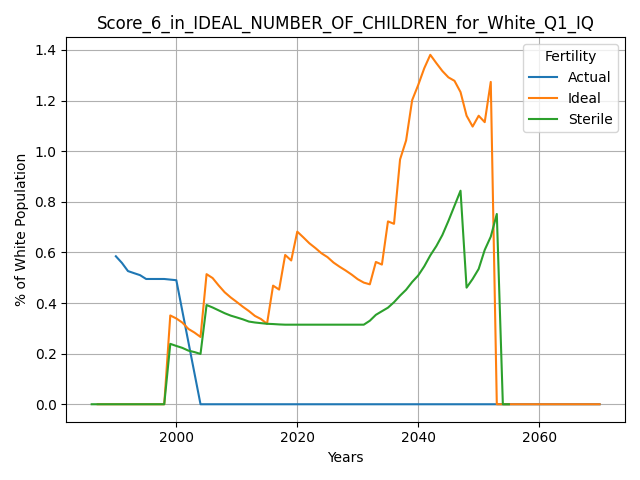 Score_6_in_IDEAL_NUMBER_OF_CHILDREN_for_White_Q1_IQ
Fertility
Actual
Ideal
Sterile
% of White Population
1.4
1.2
1.0
0.8
0.6
0.4
0.2
0.0
2000
2020
2040
2060
Years